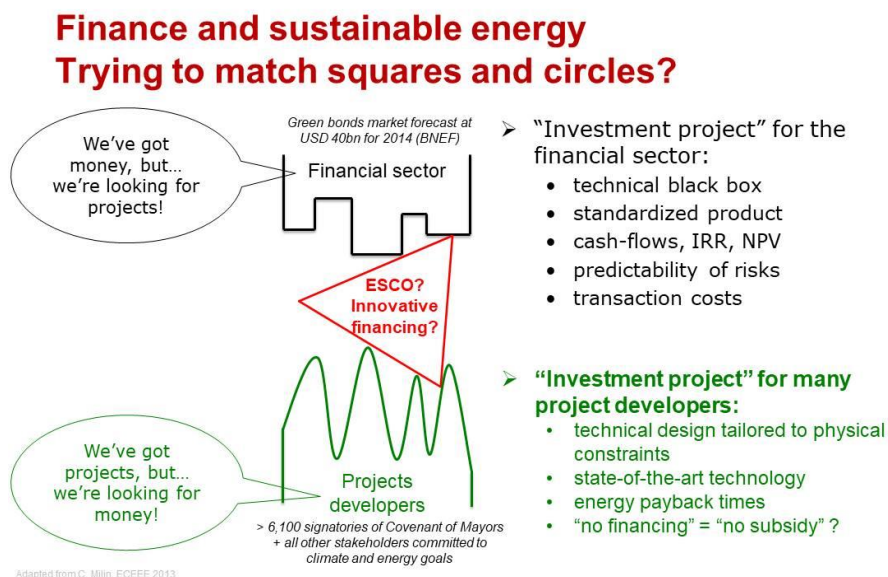 Finance and sustainable energy
Trying to match squares and circles?
We've got
money, but...
we're looking for
projects!
Green bonds market forecast at
USD 40bn for 2014 (BNEF)
Financial sector
ESCO?
Innovative
financing?
We've got
projects, but...
we're looking for
money!
Projects
developers
> 6,100 signatories of Covenant of Mayors
+ all other stakeholders committed to
climate and energy goals
➢ "Investment project" for the
financial sector:
• technical black box
• standardized product
• cash-flows, IRR, NPV
• predictability of risks
• transaction costs
➢ "Investment project" for many
project developers:
• technical design tailored to physical
constraints
• state-of-the-art technology
• energy payback times
• "no financing" = "no subsidy" ?
Adapted from C. Milin, ECEEE 2013